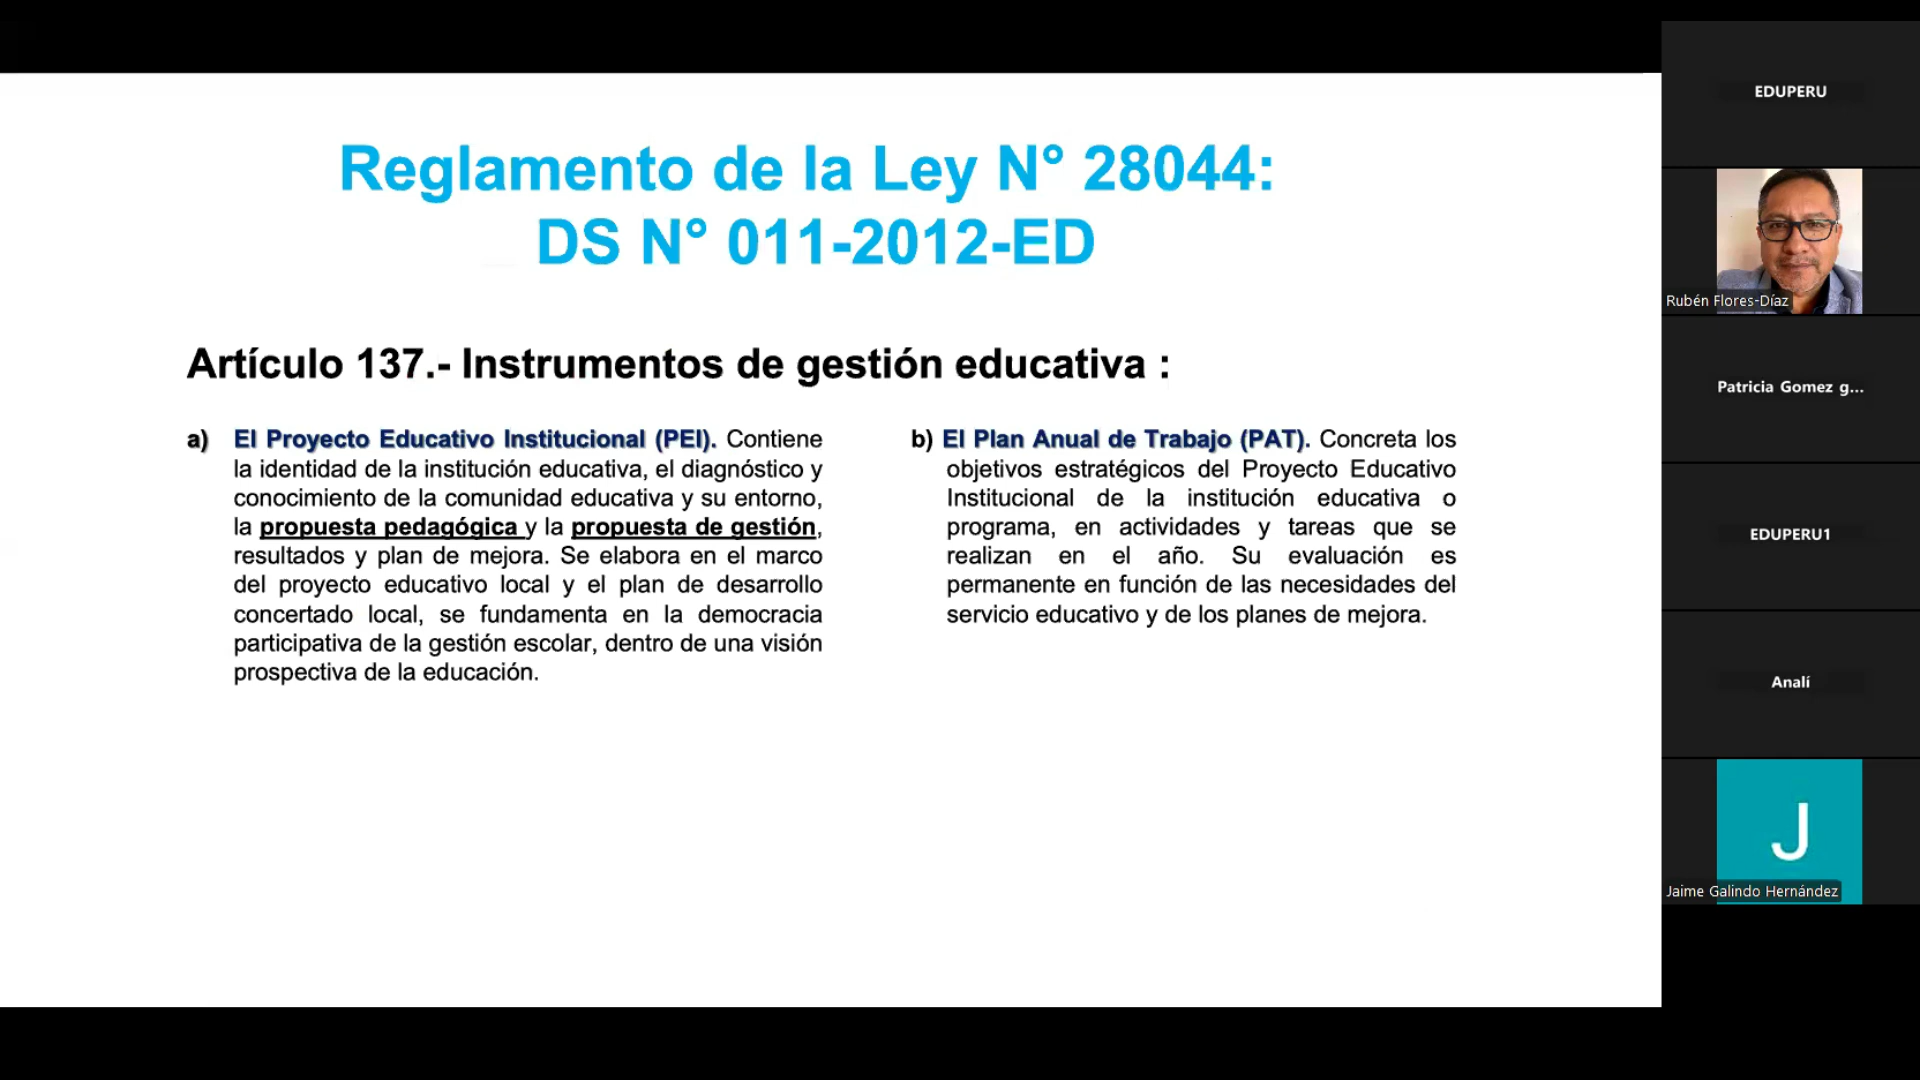 Reglamento de la Ley N° 28044:
DS N° 011-2012-ED
Artículo 137.- Instrumentos de gestión educativa :
a) El Proyecto Educativo Institucional (PEI). Contiene
la identidad de la institución educativa, el diagnóstico y
conocimiento de la comunidad educativa y su entorno,
la propuesta pedagógica y la propuesta de gestión,
resultados y plan de mejora. Se elabora en el marco
del proyecto educativo local y el plan de desarrollo
concertado local, se fundamenta en la democracia
participativa de la gestión escolar, dentro de una visión
prospectiva de la educación.
b) El Plan Anual de Trabajo (PAT). Concreta los
objetivos estratégicos del Proyecto Educativo
Institucional de la institución educativa o
programa, en actividades y tareas que se
realizan en el año. Su evaluación es
permanente en función de las necesidades del
servicio educativo y de los planes de mejora.
EDUPERU
Rubén Flores-Díaz
Patricia Gomez g...
EDUPERU1
Analí
J
Jaime Galindo Hernández